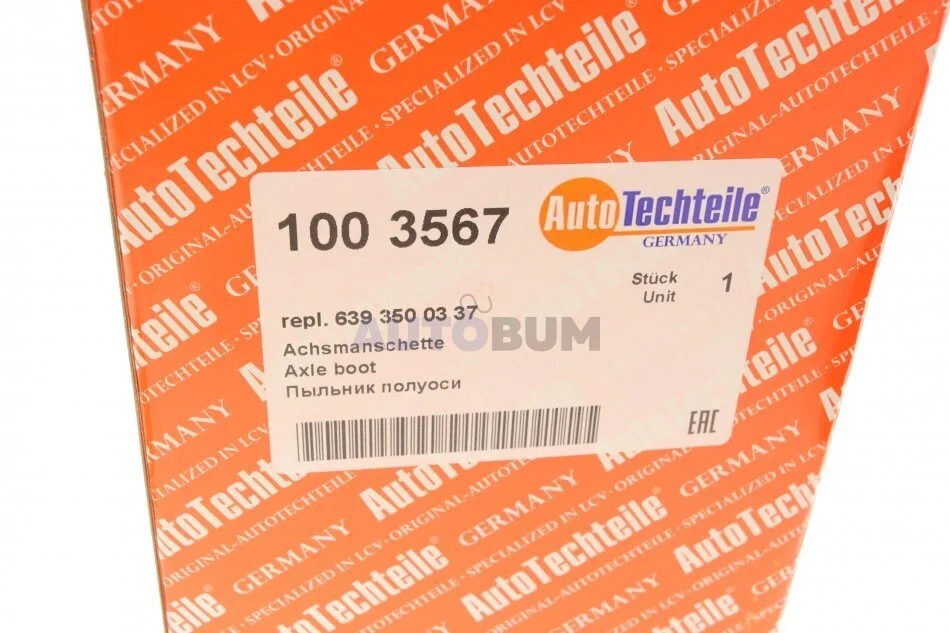 100 3567
AutoTechteile®
GERMANY
Stück 1
Unit
repl. 639 350 03 37
AUTOBUM
Achsmanschette
Axle boot
Пыльник полуоси
EAC
AutoTechteile
GERMANY
SPECIALIZED IN LCV · ORIGINAL-AUTOTECHTEILE